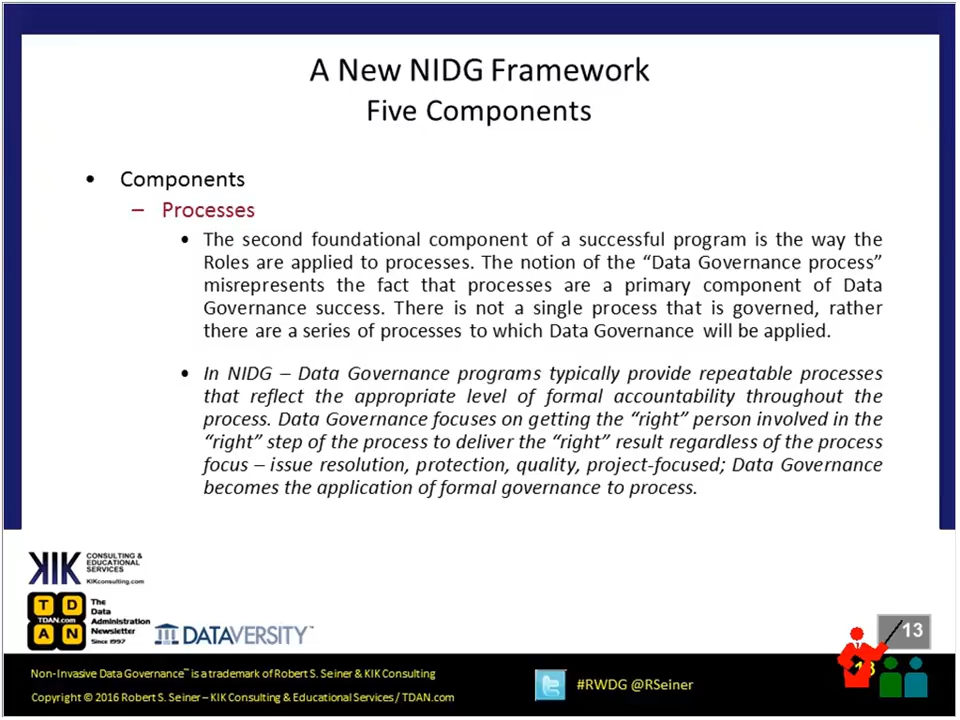 A New NIDG Framework
Five Components
• Components
– Processes
• The second foundational component of a successful program is the way the
Roles are applied to processes. The notion of the “Data Governance process”
misrepresents the fact that processes are a primary component of Data
Governance success. There is not a single process that is governed, rather
there are a series of processes to which Data Governance will be applied.
• In NIDG – Data Governance programs typically provide repeatable processes
that reflect the appropriate level of formal accountability throughout the
process. Data Governance focuses on getting the “right” person involved in the
“right” step of the process to deliver the “right” result regardless of the process
focus – issue resolution, protection, quality, project-focused; Data Governance
becomes the application of formal governance to process.
KIK CONSULTING &
EDUCATIONAL
SERVICES
KIKconsulting.com
T D
TDAN.com
A N
The
Data
Administration
Newsletter
Since 1997
DATAVERSITY™
13
13
Non-Invasive Data Governance™ is a trademark of Robert S. Seiner & KIK Consulting
Copyright © 2016 Robert S. Seiner – KIK Consulting & Educational Services / TDAN.com
#RWDG @RSeiner